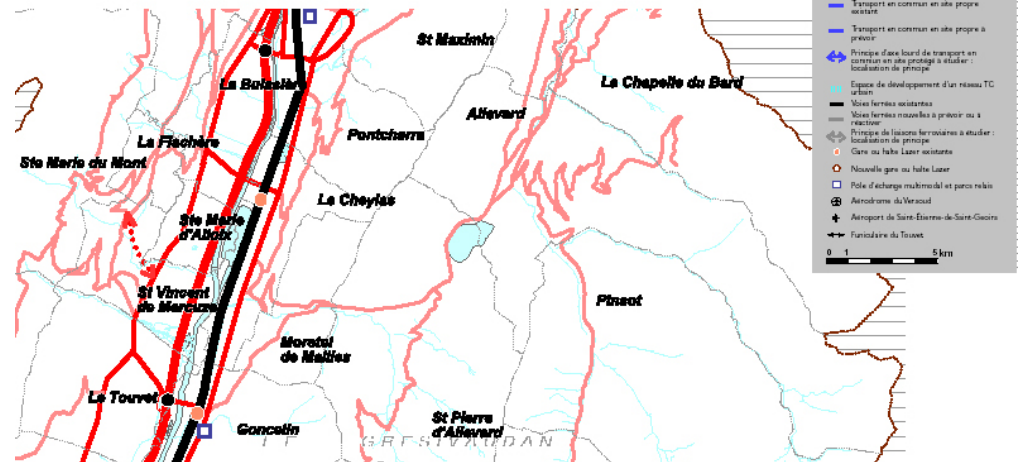 St Maximin
La Buissière
La Chapelle du Bard
Allevard
Pontcharra
La Flachère
Ste Marie du Mont
Le Cheylas
Ste Marie
d'Alloix
St Vincent
de Mercuze
Pinsot
Moretel
de Mailles
Le Touvet
St Pierre
d'Allevard
Goncelin
LE GRESIVAUDAN
Transport en commun en site propre
existant
Transport en commun en site propre à
prévoir
Principe d'axe lourd de transport en
commun en site protégé à étudier :
localisation de principe
Espace de développement d'un réseau TC
urbain
Voies ferrées existantes
Voies ferrées nouvelles à prévoir ou à
réactiver
Principe de liaisons ferroviaires à étudier :
localisation de principe
Gare ou halte Lazer existante
Nouvelle gare ou halte Lazer
Pôle d'échange multimodal et parcs relais
Aérodrome du Versoud
Aéroport de Saint-Etienne-de-Saint-Geoirs
Funiculaire du Touvet
0 1 5 km